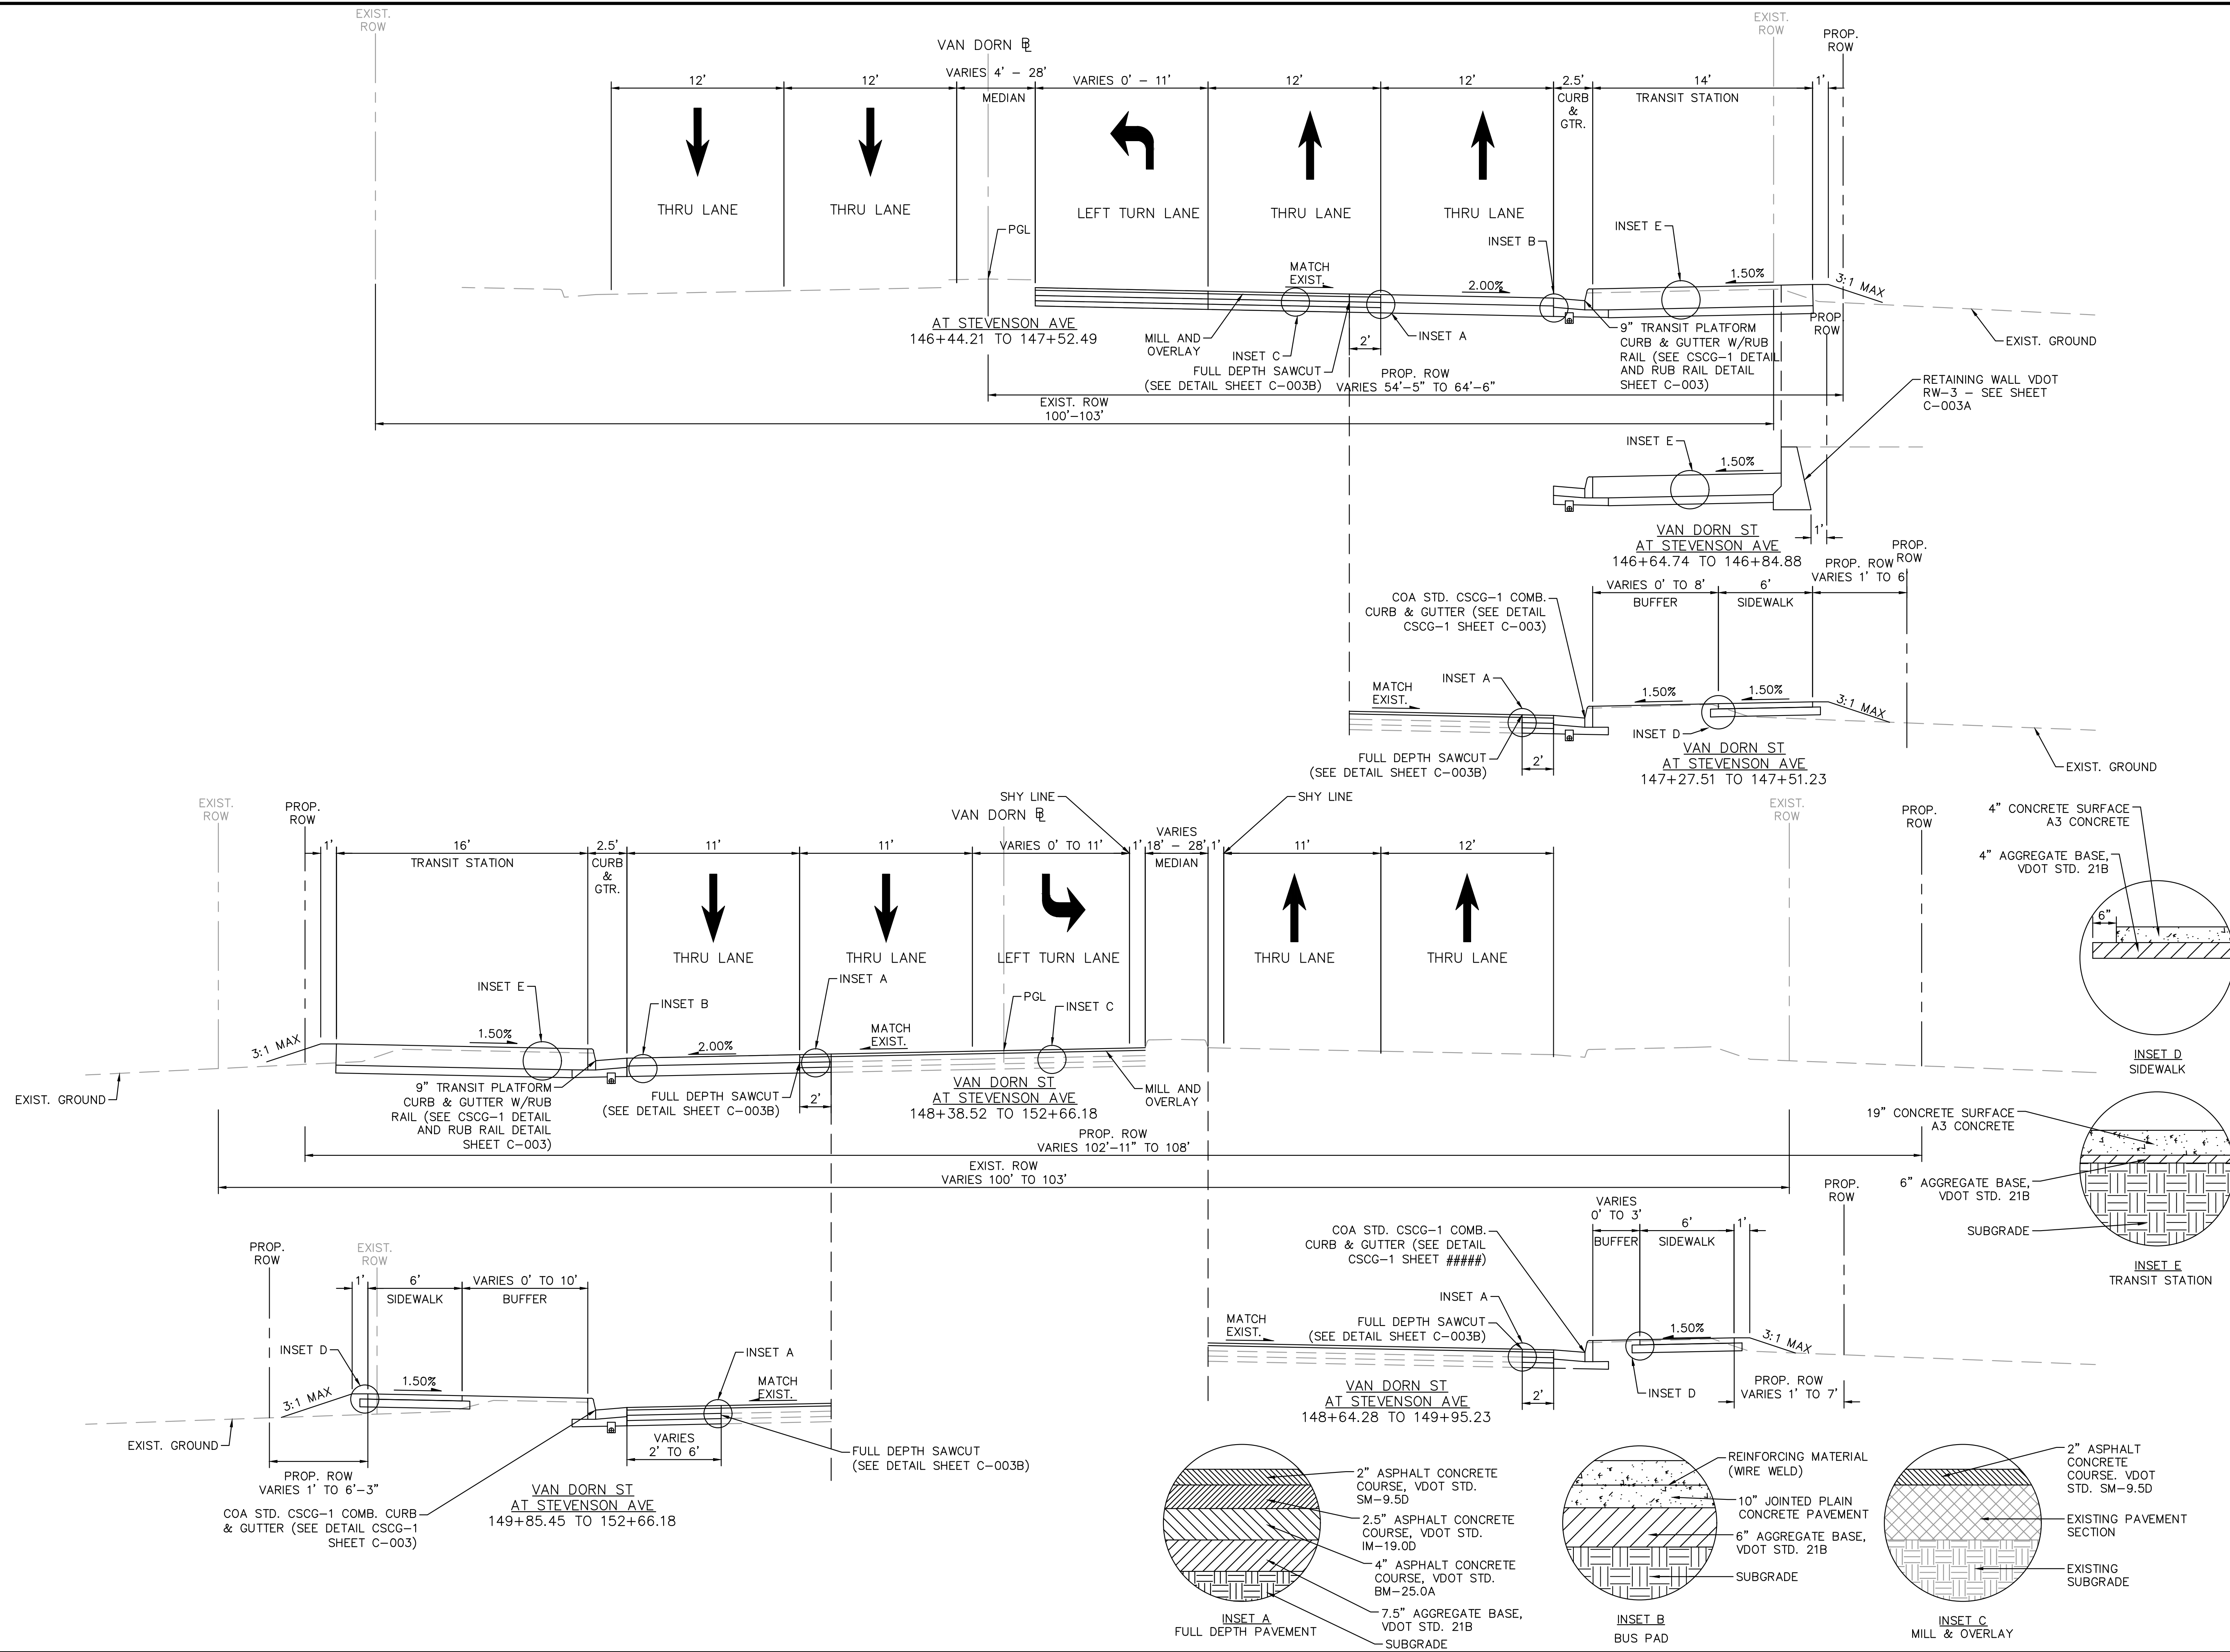 EXIST.
ROW
VAN DORN BL
EXIST.
ROW
PROP.
ROW
12'
12'
VARIES 4' - 28'
MEDIAN
VARIES 0' - 11'
12'
12'
2.5'
CURB
&
GTR.
14'
TRANSIT STATION
1'
THRU LANE
THRU LANE
LEFT TURN LANE
THRU LANE
THRU LANE
PGL
INSET B
INSET E
MATCH
EXIST.
2.00%
1.50%
3:1 MAX
AT STEVENSON AVE
146+44.21 TO 147+52.49
MILL AND
OVERLAY
INSET C
FULL DEPTH SAWCUT
(SEE DETAIL SHEET C-003B)
2'
INSET A
9" TRANSIT PLATFORM
CURB & GUTTER W/RUB
RAIL (SEE CSCG-1 DETAIL
AND RUB RAIL DETAIL
SHEET C-003)
PROP.
ROW
EXIST. GROUND
PROP. ROW
VARIES 54'-5" TO 64'-6"
EXIST. ROW
100'-103'
RETAINING WALL VDOT
RW-3 - SEE SHEET
C-003A
INSET E
1.50%
1'
VAN DORN ST
AT STEVENSON AVE
146+64.74 TO 146+84.88
PROP.
ROW
PROP. ROW
VARIES 1' TO 6'
VARIES 0' TO 8'
BUFFER
6'
SIDEWALK
COA STD. CSCG-1 COMB.
CURB & GUTTER (SEE DETAIL
CSCG-1 SHEET C-003)
INSET A
MATCH
EXIST.
1.50%
1.50%
3:1 MAX
INSET D
FULL DEPTH SAWCUT
(SEE DETAIL SHEET C-003B)
2'
VAN DORN ST
AT STEVENSON AVE
147+27.51 TO 147+51.23
EXIST. GROUND
EXIST.
ROW
PROP.
ROW
SHY LINE
SHY LINE
VAN DORN BL
EXIST.
ROW
PROP.
ROW
1'
16'
TRANSIT STATION
2.5'
CURB
&
GTR.
11'
11'
VARIES 0' TO 11'
1'
VARIES
18' - 28'
MEDIAN
1'
11'
12'
THRU LANE
THRU LANE
LEFT TURN LANE
THRU LANE
THRU LANE
INSET E
INSET B
INSET A
PGL
INSET C
3:1 MAX
1.50%
2.00%
MATCH
EXIST.
EXIST. GROUND
9" TRANSIT PLATFORM
CURB & GUTTER W/RUB
RAIL (SEE CSCG-1 DETAIL
AND RUB RAIL DETAIL
SHEET C-003)
FULL DEPTH SAWCUT
(SEE DETAIL SHEET C-003B)
2'
VAN DORN ST
AT STEVENSON AVE
148+38.52 TO 152+66.18
MILL AND
OVERLAY
PROP. ROW
VARIES 102'-11" TO 108'
EXIST. ROW
VARIES 100' TO 103'
4" CONCRETE SURFACE
A3 CONCRETE
4" AGGREGATE BASE,
VDOT STD. 21B
6"
INSET D
SIDEWALK
19" CONCRETE SURFACE
A3 CONCRETE
6" AGGREGATE BASE,
VDOT STD. 21B
SUBGRADE
INSET E
TRANSIT STATION
PROP.
ROW
EXIST.
ROW
1'
6'
SIDEWALK
VARIES 0' TO 10'
BUFFER
INSET D
3:1 MAX
1.50%
INSET A
MATCH
EXIST.
EXIST. GROUND
PROP. ROW
VARIES 1' TO 6'-3"
VARIES
2' TO 6'
FULL DEPTH SAWCUT
(SEE DETAIL SHEET C-003B)
COA STD. CSCG-1 COMB. CURB
& GUTTER (SEE DETAIL CSCG-1
SHEET C-003)
VAN DORN ST
AT STEVENSON AVE
149+85.45 TO 152+66.18
PROP.
ROW
VARIES
0' TO 3'
BUFFER
6'
SIDEWALK
1'
COA STD. CSCG-1 COMB.
CURB & GUTTER (SEE DETAIL
CSCG-1 SHEET #####)
INSET A
MATCH
EXIST.
FULL DEPTH SAWCUT
(SEE DETAIL SHEET C-003B)
1.50%
3:1 MAX
INSET D
2'
PROP. ROW
VARIES 1' TO 7'
VAN DORN ST
AT STEVENSON AVE
148+64.28 TO 149+95.23
2" ASPHALT CONCRETE
COURSE, VDOT STD.
SM-9.5D
2.5" ASPHALT CONCRETE
COURSE, VDOT STD.
IM-19.0D
4" ASPHALT CONCRETE
COURSE, VDOT STD.
BM-25.0A
7.5" AGGREGATE BASE,
VDOT STD. 21B
SUBGRADE
INSET A
FULL DEPTH PAVEMENT
REINFORCING MATERIAL
(WIRE WELD)
10" JOINTED PLAIN
CONCRETE PAVEMENT
6" AGGREGATE BASE,
VDOT STD. 21B
SUBGRADE
INSET B
BUS PAD
2" ASPHALT
CONCRETE
COURSE. VDOT
STD. SM-9.5D
EXISTING PAVEMENT
SECTION
EXISTING
SUBGRADE
INSET C
MILL & OVERLAY